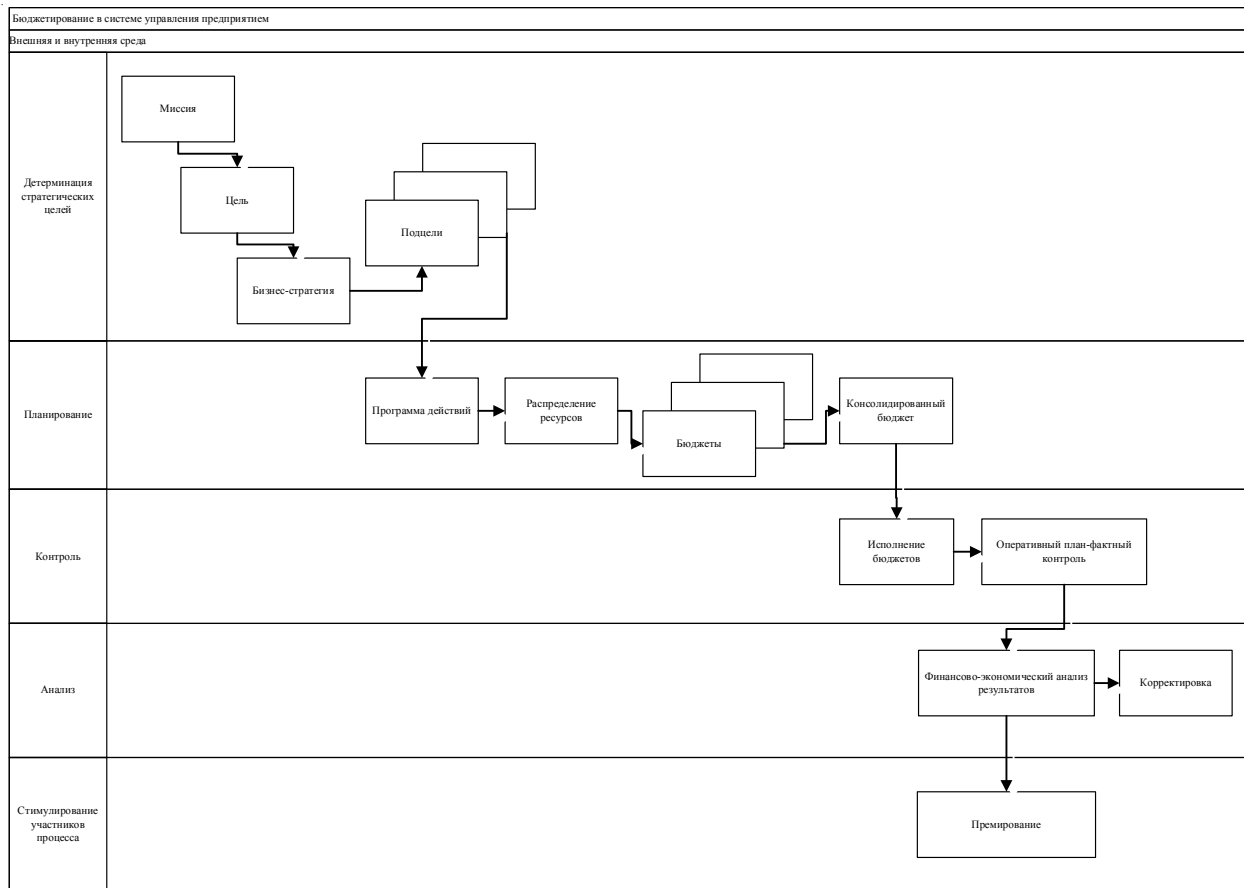 Бюджетирование в системе управления предприятием
Внешняя и внутренняя среда
Детерминация
стратегических
целей
Миссия
Цель
Бизнес-стратегия
Подцели
Планирование
Программа действий
Распределение
ресурсов
Бюджеты
Консолидированный
бюджет
Контроль
Исполнение
бюджетов
Оперативный план-фактный
контроль
Анализ
Финансово-экономический анализ
результатов
Корректировка
Стимулирование
участников
процесса
Премирование